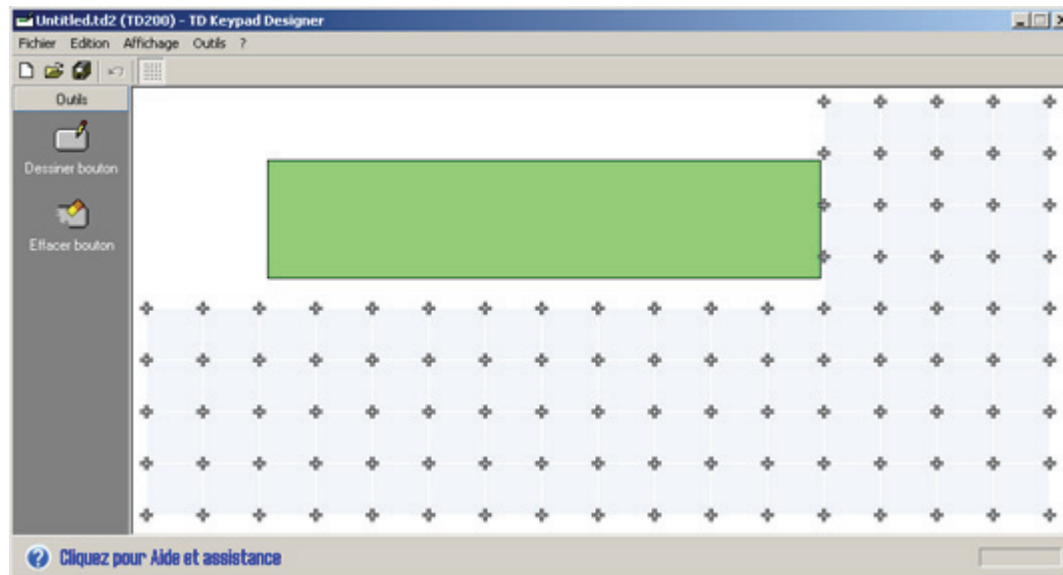 Untitled.td2 (TD200) - TD Keypad Designer
Fichier Edition Affichage Outils ?
Outils
Dessiner bouton
Effacer bouton
Cliquez pour Aide et assistance